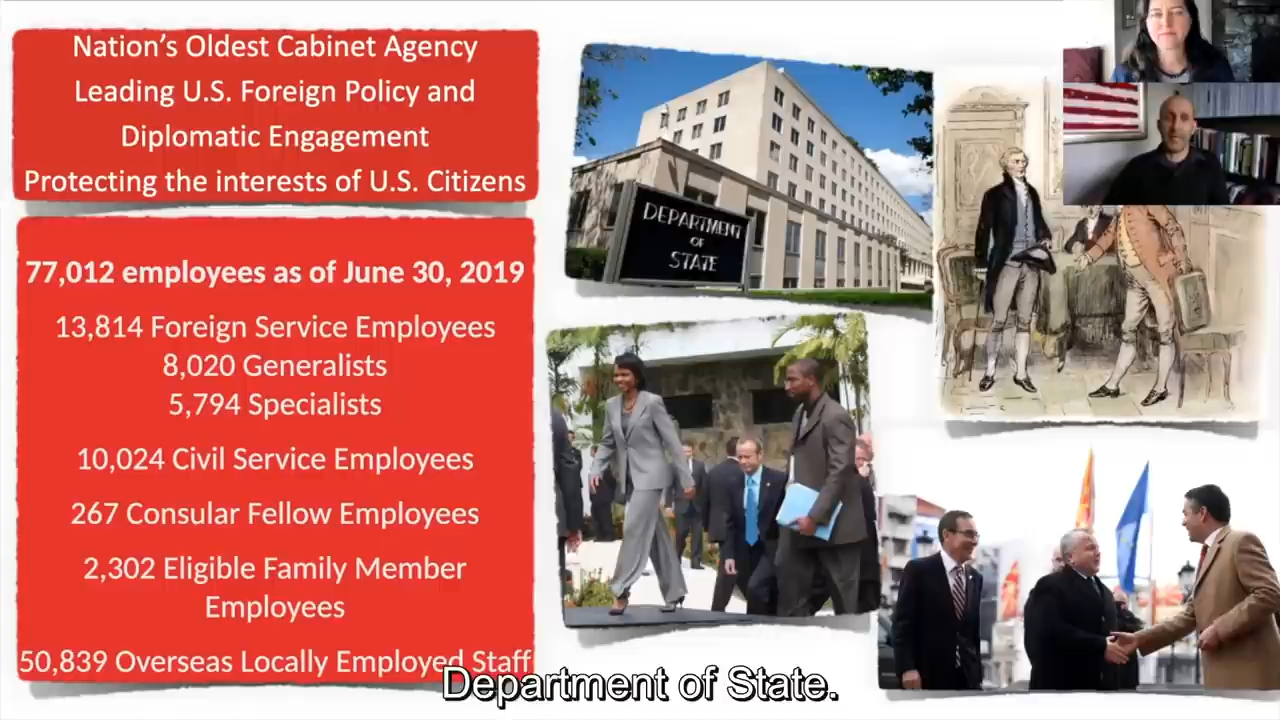 Nation’s Oldest Cabinet Agency
Leading U.S. Foreign Policy and
Diplomatic Engagement
Protecting the interests of U.S. Citizens
77,012 employees as of June 30, 2019
13,814 Foreign Service Employees
8,020 Generalists
5,794 Specialists
10,024 Civil Service Employees
267 Consular Fellow Employees
2,302 Eligible Family Member
Employees
50,839 Overseas Locally Employed Staff
DEPARTMENT
OF
STATE
Department of State.